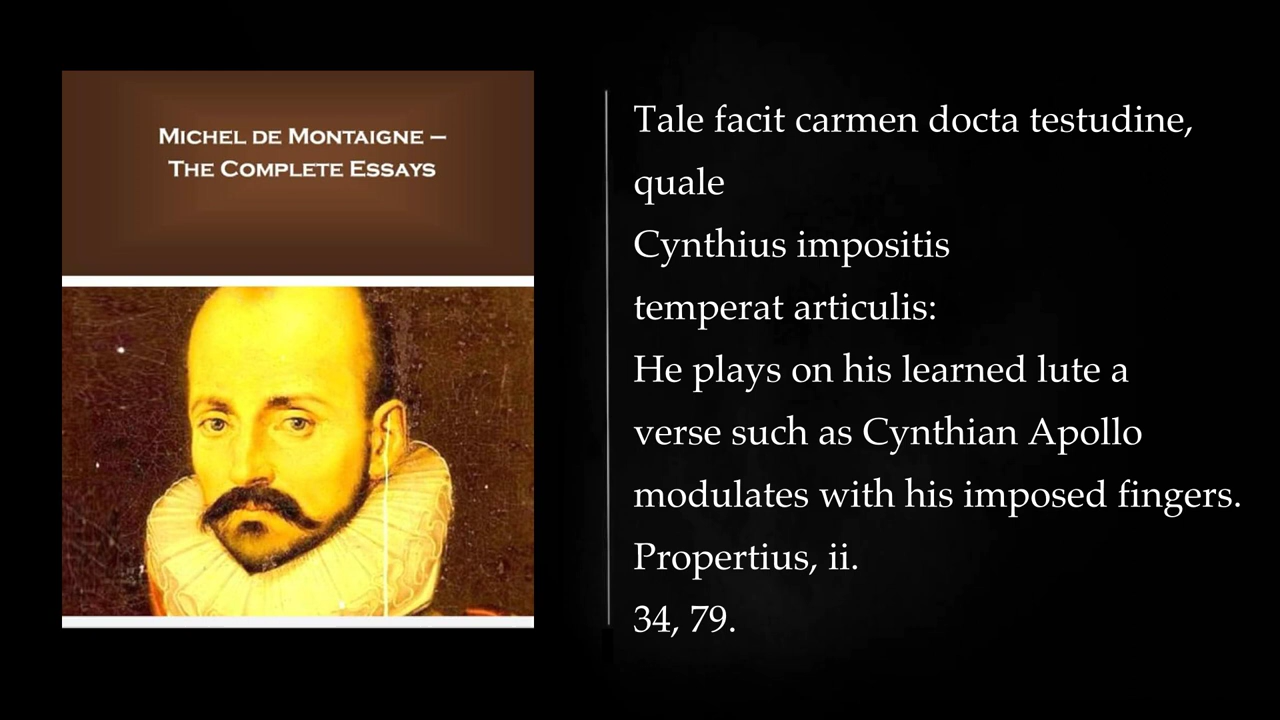 MICHEL DE MONTAIGNE –
THE COMPLETE ESSAYS
Tale facit carmen docta testudine,
quale
Cynthius impositis
temperat articulis:
He plays on his learned lute a
verse such as Cynthian Apollo
modulates with his imposed fingers.
Propertius, ii.
34, 79.